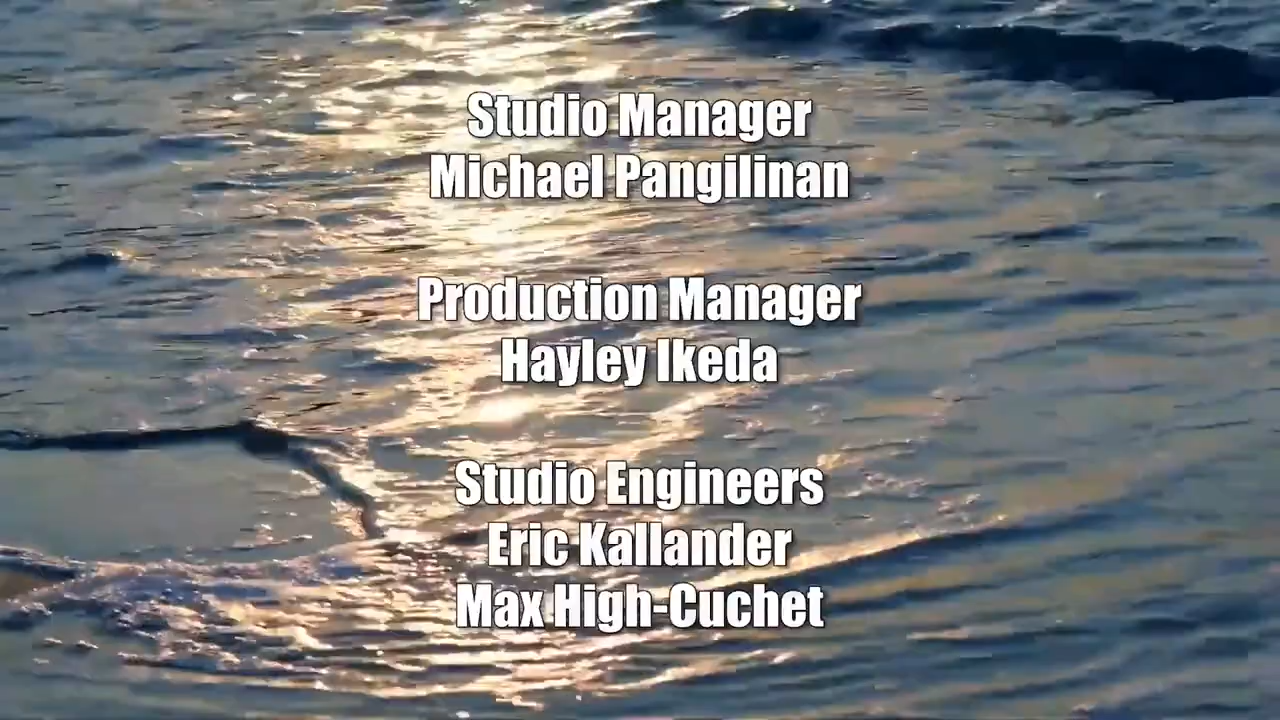 Studio Manager
Michael Pangilinan
Production Manager
Hayley Ikeda
Studio Engineers
Eric Kallander
Max High-Cuchet